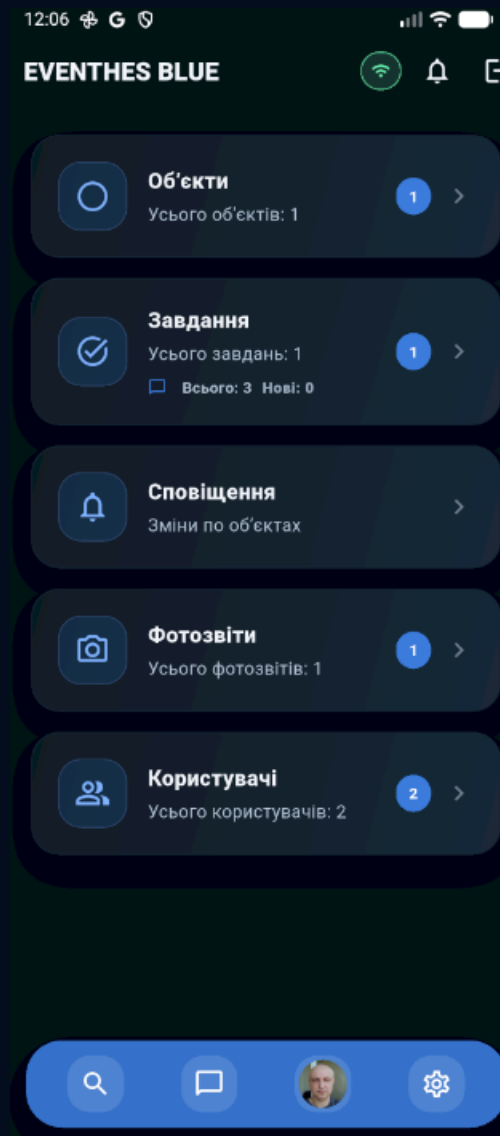 12:06
EVENTHES BLUE
Об'єкти
Усього об'єктів: 1
1
Завдання
Усього завдань: 1
1
Всього: 3 Нові: 0
Сповіщення
Зміни по об'єктах
Фотозвіти
Усього фотозвітів: 1
1
Користувачі
Усього користувачів: 2
2